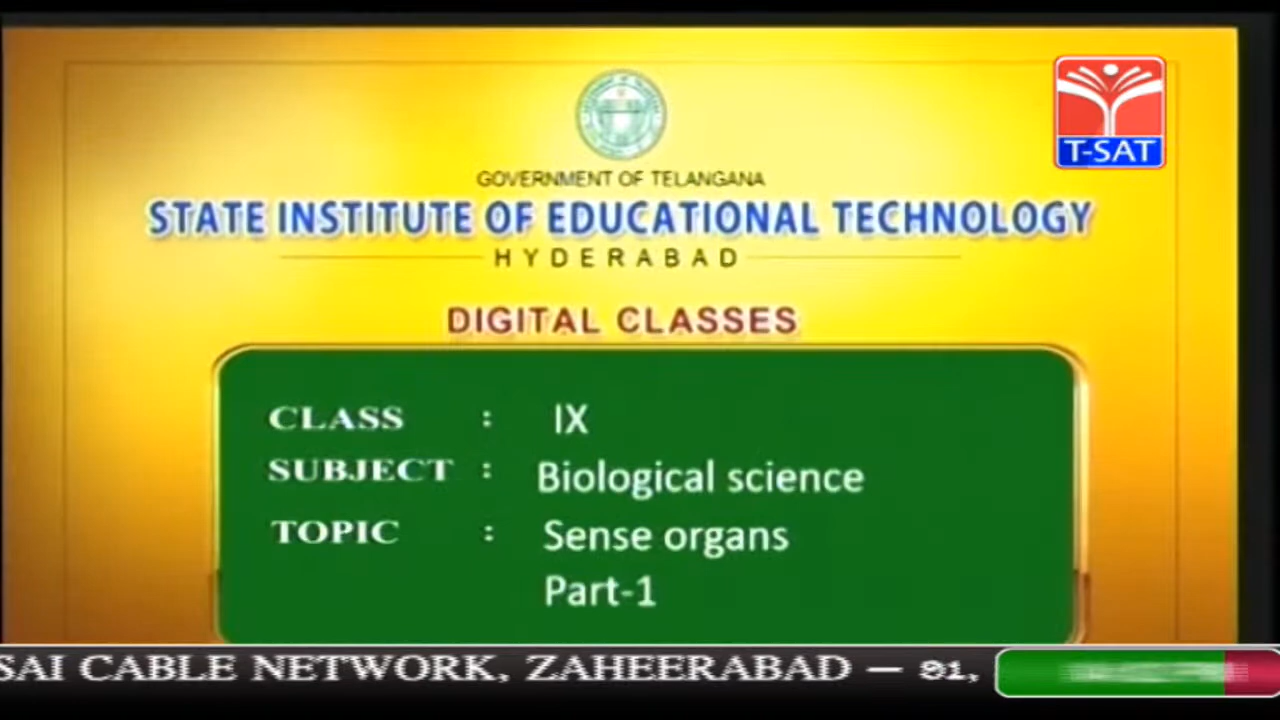 T-SAT
GOVERNMENT OF TELANGANA
STATE INSTITUTE OF EDUCATIONAL TECHNOLOGY
HYDERABAD
DIGITAL CLASSES
CLASS : IX
SUBJECT : Biological science
TOPIC : Sense organs
Part-1
SAI CABLE NETWORK, ZAHEERABAD — 91,